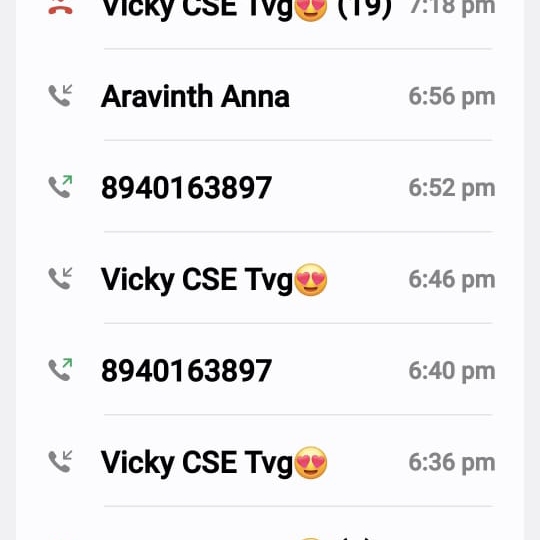 Vicky CSE Tvg😍 (19) 7:18 pm
Aravinth Anna 6:56 pm
8940163897 6:52 pm
Vicky CSE Tvg😍 6:46 pm
8940163897 6:40 pm
Vicky CSE Tvg😍 6:36 pm